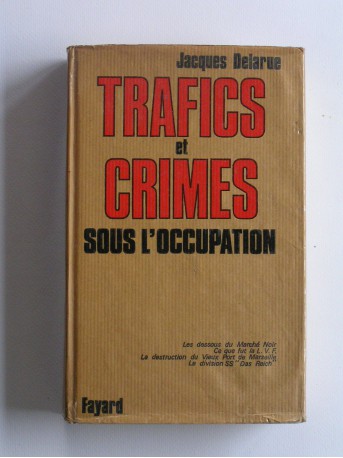 Jacques Delarue
TRAFICS
et
CRIMES
SOUS L'OCCUPATION
Les dessous du Marché Noir
Ce que fut la L.V.F.
La destruction du Vieux Port de Marseille
La division SS "Das Reich"
Fayard